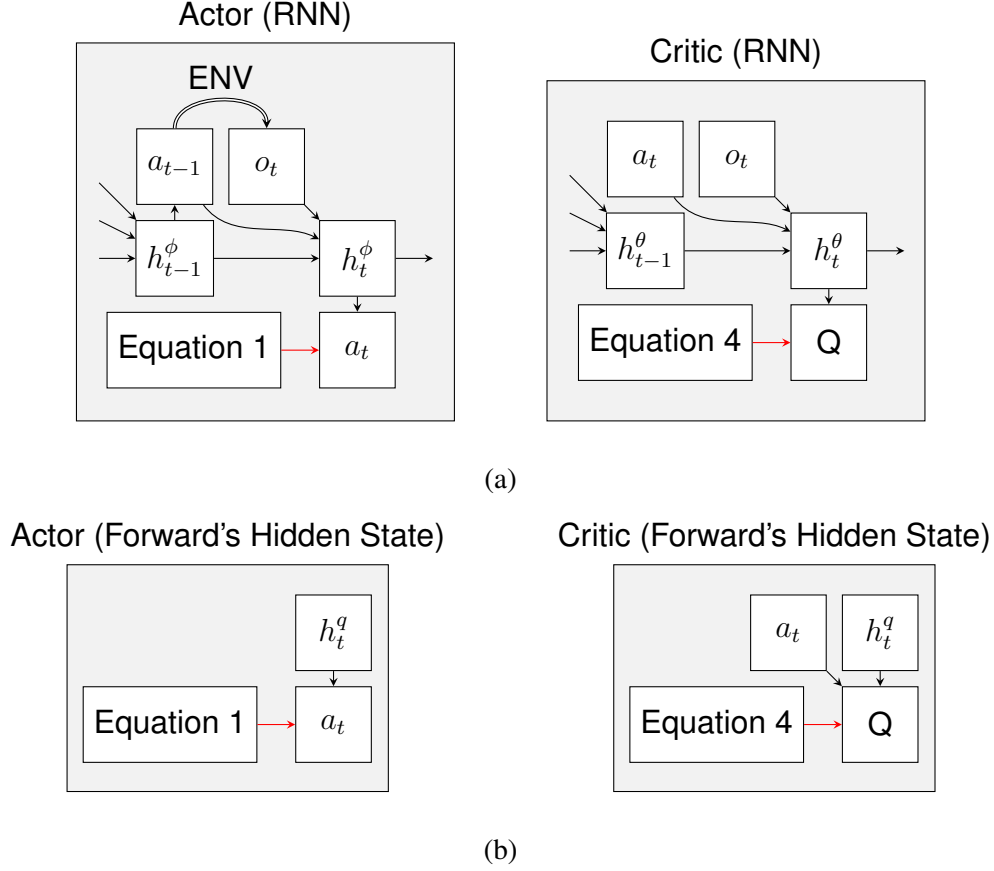 Actor (RNN)
ENV
a_{t−1} o_t
h^ϕ_{t−1} h^ϕ_t
Equation 1 a_t
Critic (RNN)
a_t o_t
h^θ_{t−1} h^θ_t
Equation 4 Q
(a)
Actor (Forward's Hidden State)
h^q_t
Equation 1 a_t
Critic (Forward's Hidden State)
a_t h^q_t
Equation 4 Q
(b)